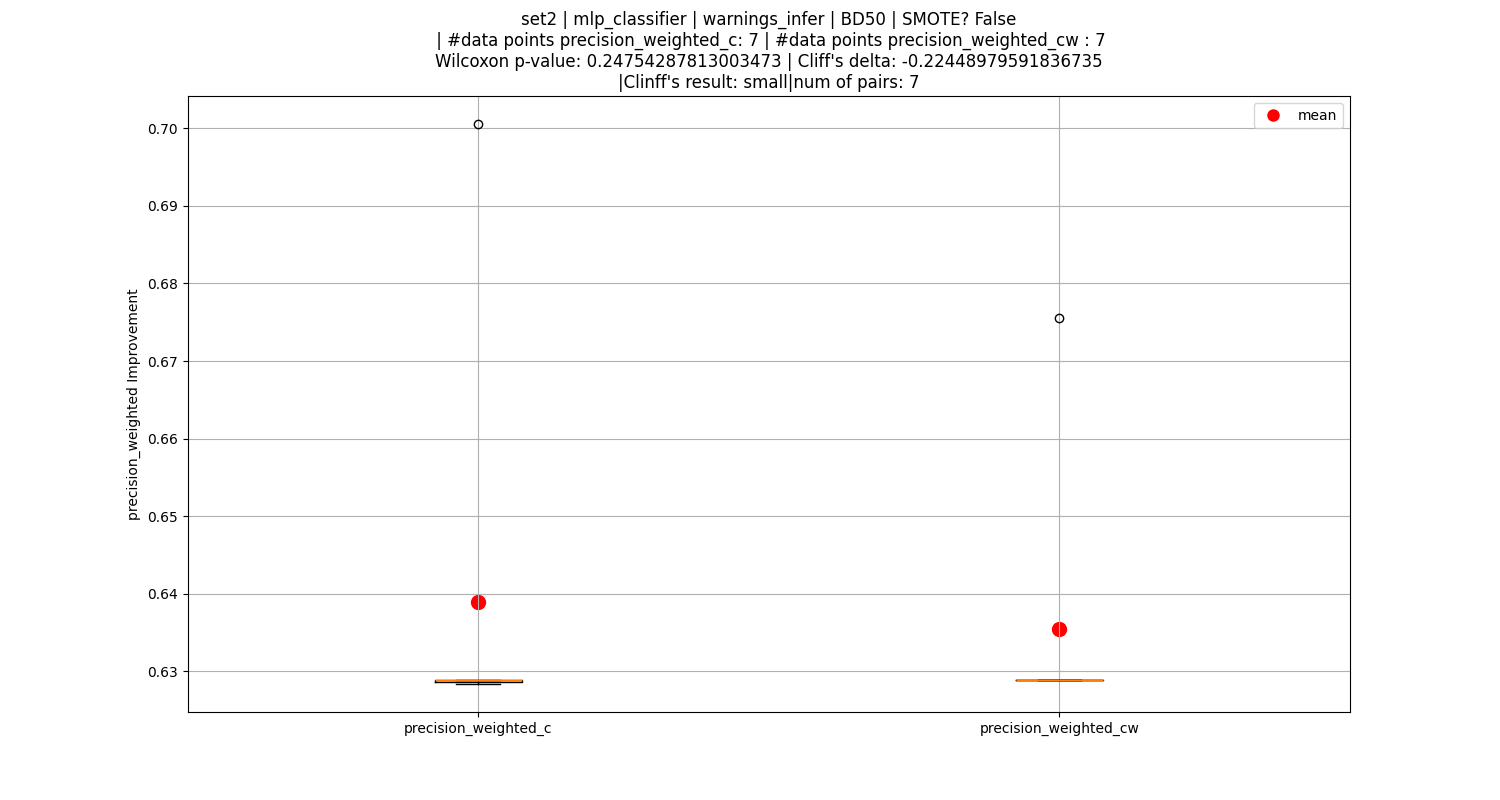 set2 | mlp_classifier | warnings_infer | BD50 | SMOTE? False
| #data points precision_weighted_c: 7 | #data points precision_weighted_cw : 7
Wilcoxon p-value: 0.24754287813003473 | Cliff's delta: -0.22448979591836735
|Clinff's result: small|num of pairs: 7
mean
0.70
0.69
0.68
0.67
0.66
0.65
0.64
0.63
precision_weighted Improvement
precision_weighted_c
precision_weighted_cw